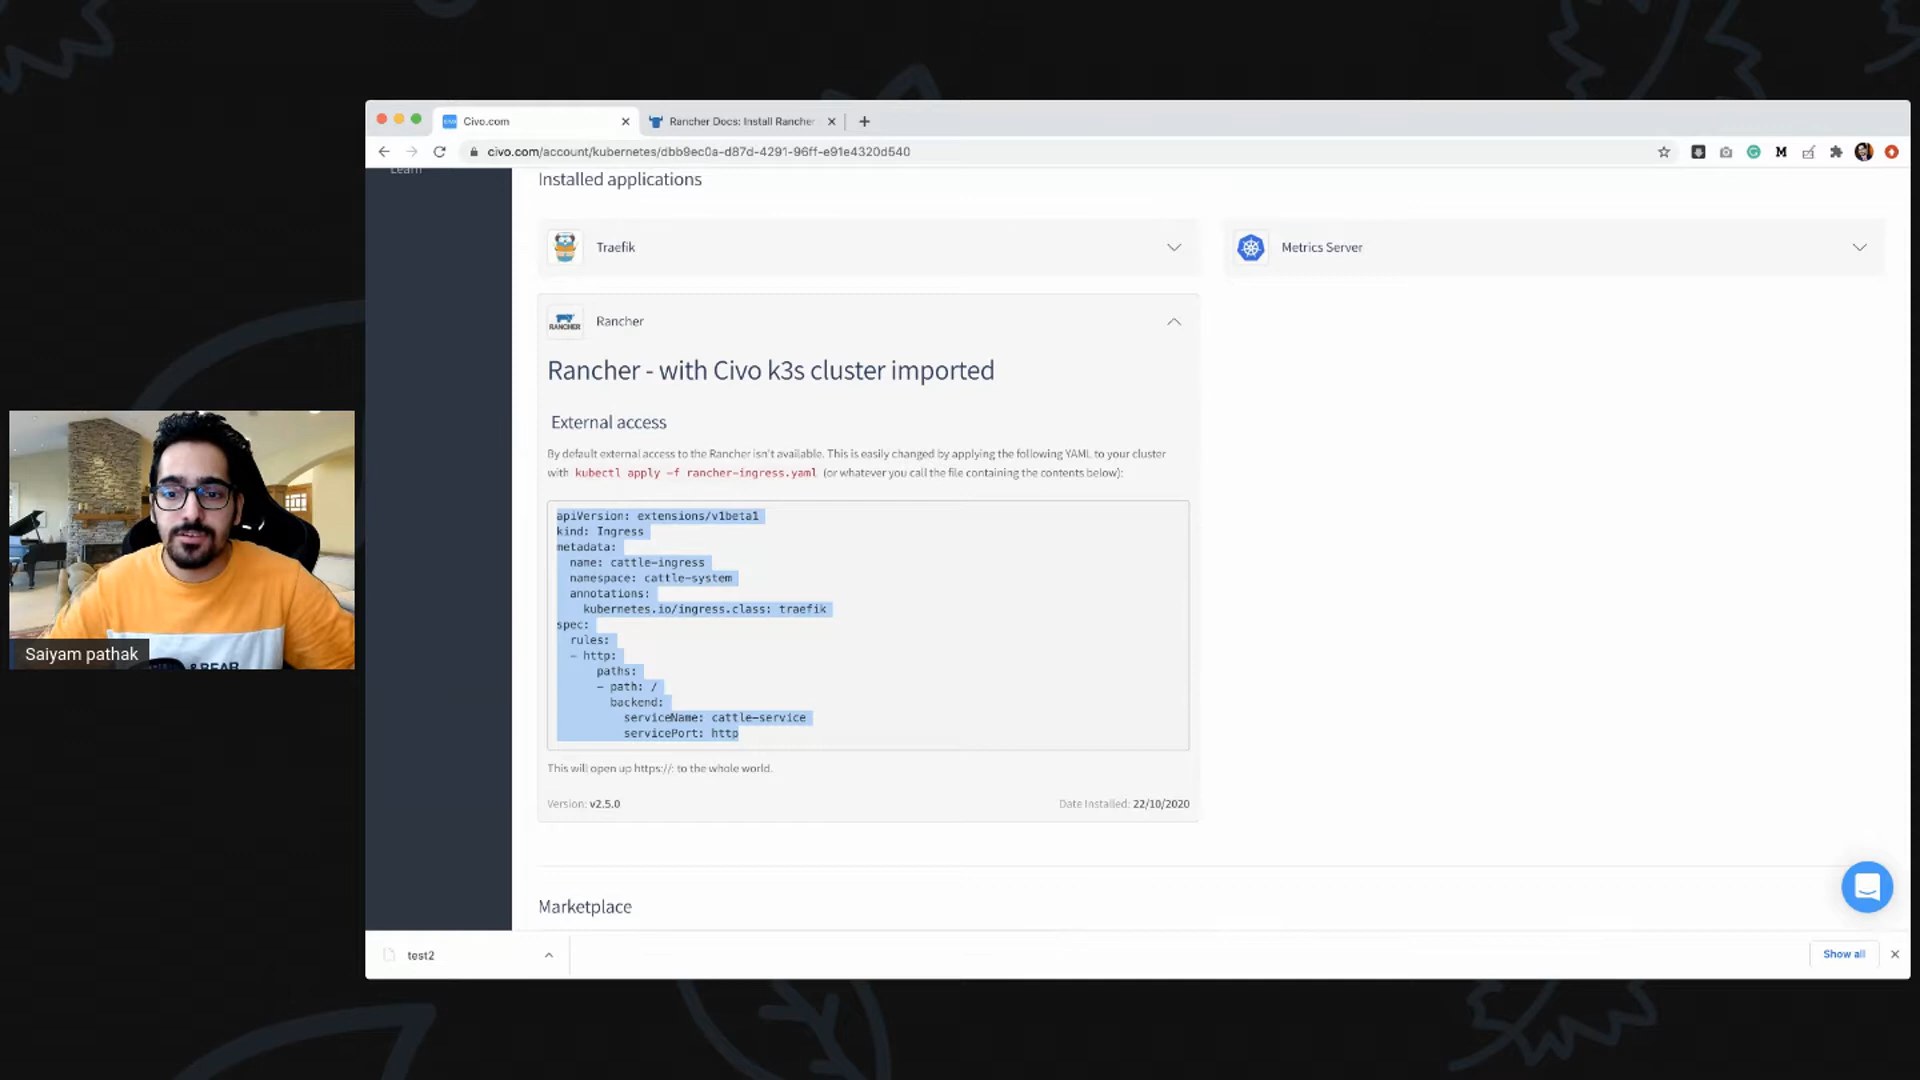 Civo.com
Rancher Docs: Install Rancher
civo.com/account/kubernetes/dbb9ec0a-d87d-4291-96ff-e91e4320d540
M
Learn
Installed applications
Traefik
Metrics Server
RANCHER
Rancher
Rancher - with Civo k3s cluster imported
External access
By default external access to the Rancher isn't available. This is easily changed by applying the following YAML to your cluster
with kubectl apply -f rancher-ingress.yaml (or whatever you call the file containing the contents below):
apiVersion: extensions/v1beta1
kind: Ingress
metadata:
  name: cattle-ingress
  namespace: cattle-system
  annotations:
    kubernetes.io/ingress.class: traefik
spec:
  rules:
  - http:
      paths:
      - path: /
        backend:
          serviceName: cattle-service
          servicePort: http
This will open up https://: to the whole world.
Version: v2.5.0
Date Installed: 22/10/2020
Marketplace
test2
Show all
Saiyam pathak
& BEAR